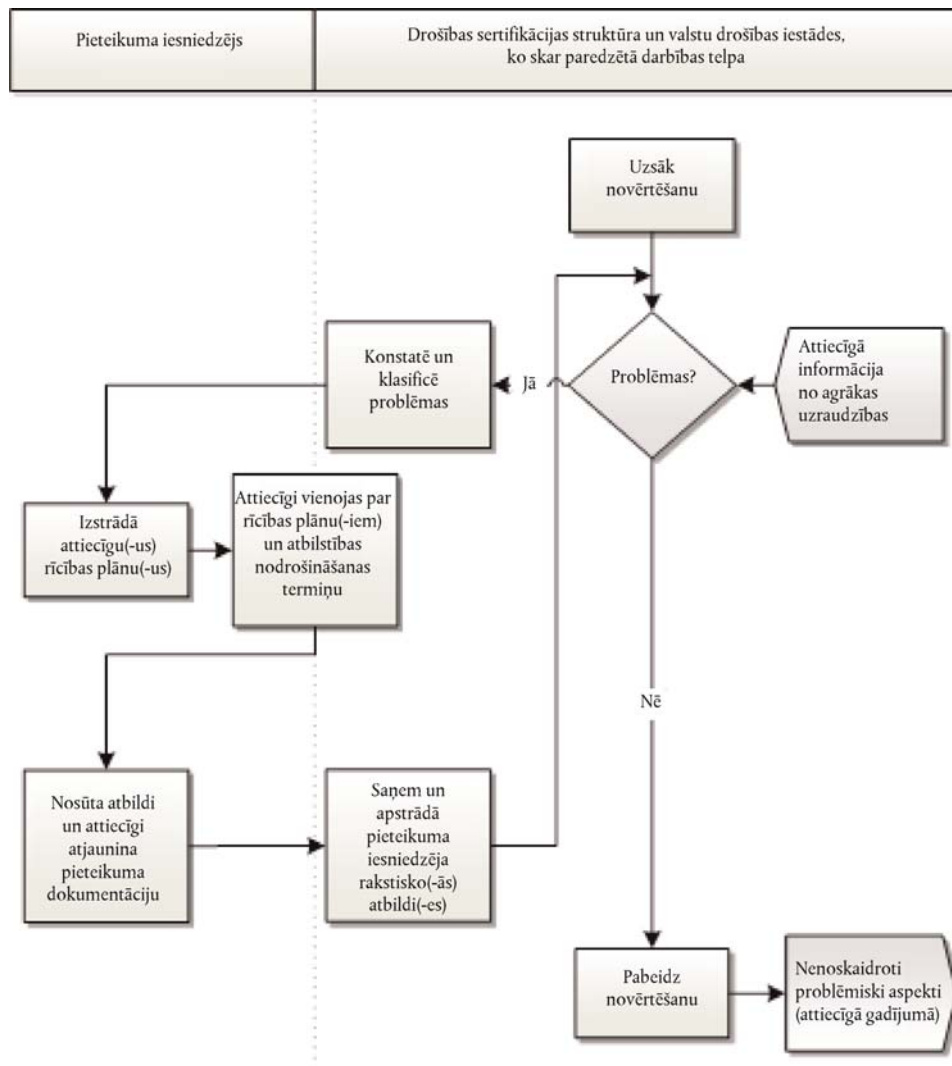 Pieteikuma iesniedzējs
Drošības sertifikācijas struktūra un valstu drošības iestādes,
ko skar paredzētā darbības telpa
Uzsāk
novērtēšanu
Konstatē un
klasificē
problēmas
Jā
Problēmas?
Attiecīgā
informācija
no agrākas
uzraudzības
Izstrādā
attiecīgu(-us)
rīcības plānu(-us)
Attiecīgi vienojas par
rīcības plānu(-iem)
un atbilstības
nodrošināšanas
termiņu
Nē
Nosūta atbildi
un attiecīgi
atjaunina
pieteikuma
dokumentāciju
Saņem un
apstrādā
pieteikuma
iesniedzēja
rakstisko(-ās)
atbildi(-es)
Pabeidz
novērtēšanu
Nenoskaidroti
problēmiski aspekti
(attiecīgā gadījumā)